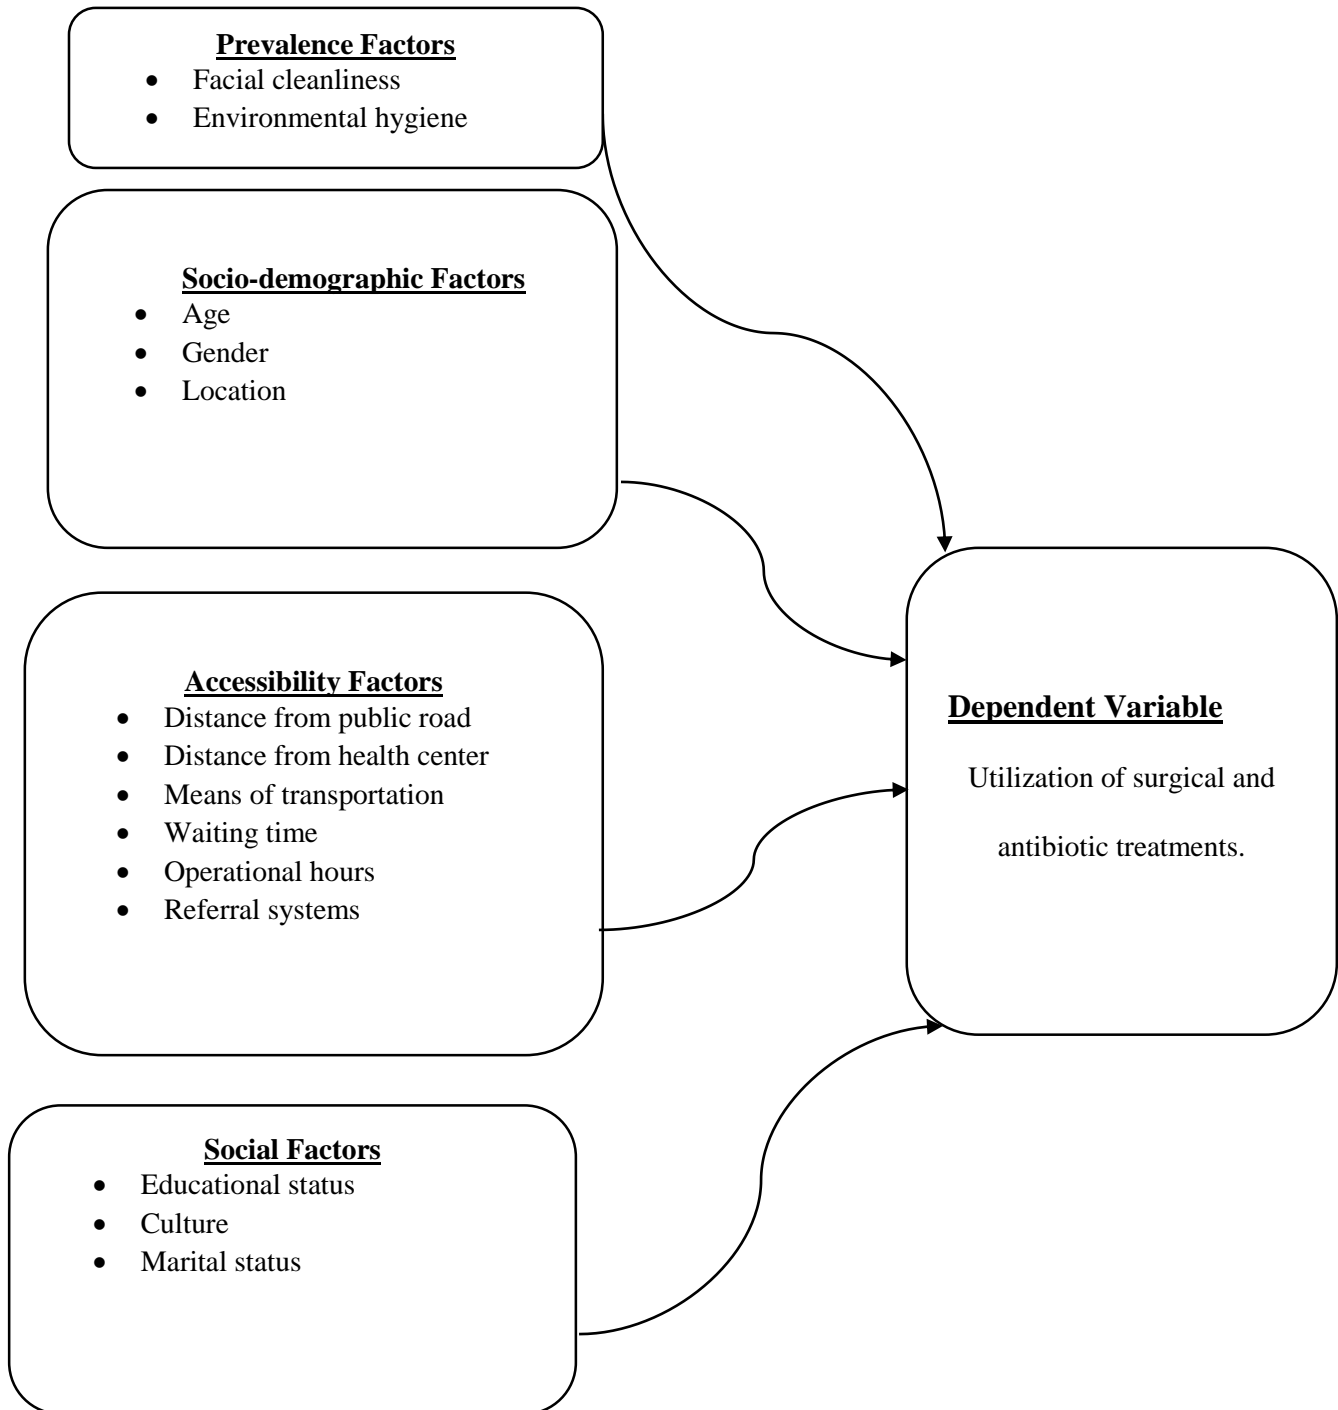 Prevalence Factors
• Facial cleanliness
• Environmental hygiene
Socio-demographic Factors
• Age
• Gender
• Location
Accessibility Factors
• Distance from public road
• Distance from health center
• Means of transportation
• Waiting time
• Operational hours
• Referral systems
Social Factors
• Educational status
• Culture
• Marital status
Dependent Variable
Utilization of surgical and
antibiotic treatments.